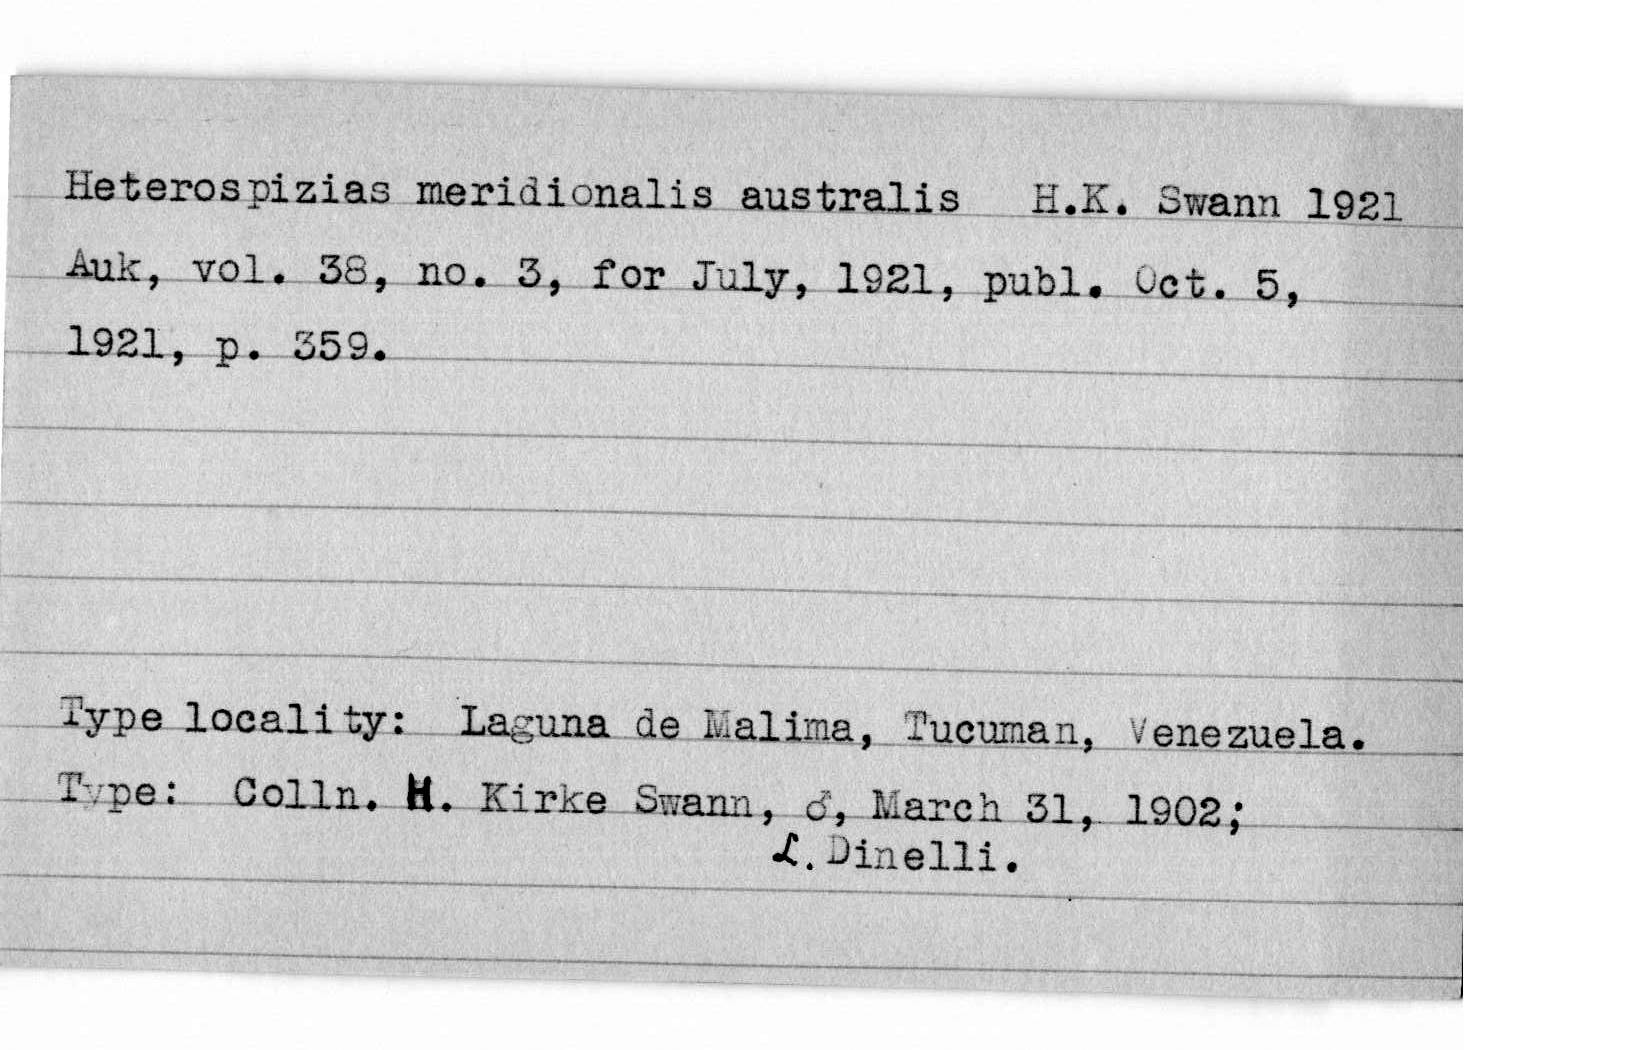 Heterospizias meridionalis australis H.K. Swann 1921
Auk, vol. 38, no. 3, for July, 1921, publ. Oct. 5,
1921, p. 359.
Type locality: Laguna de Malima, Tucuman, Venezuela.
Type: Colln. H. Kirke Swann, ♂, March 31, 1902;
L. Dinelli.